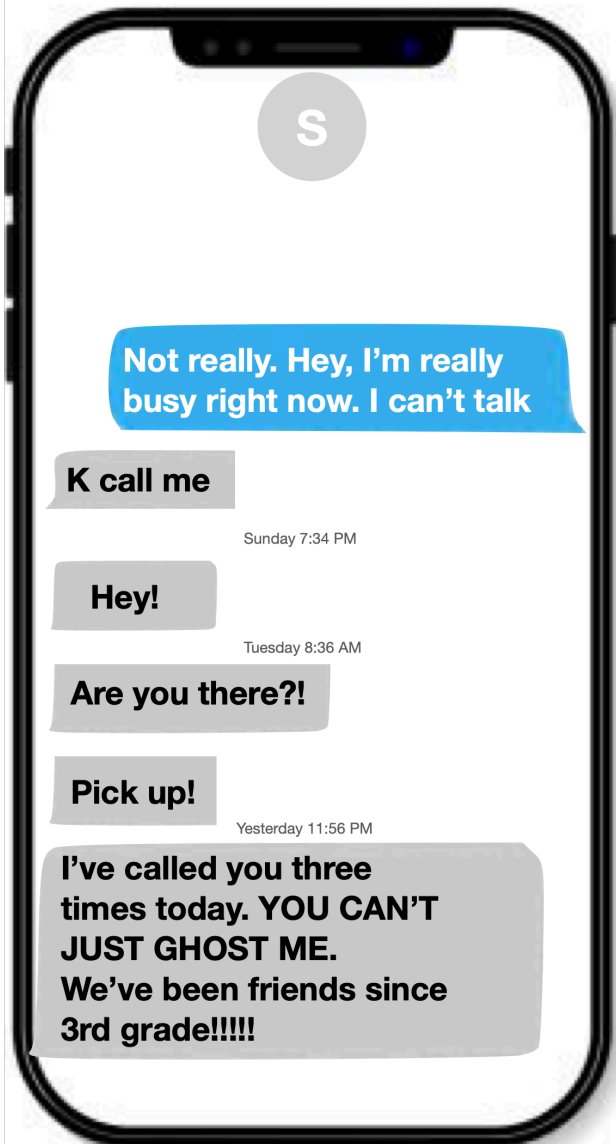 S
Not really. Hey, I’m really
busy right now. I can’t talk
K call me
Sunday 7:34 PM
Hey!
Tuesday 8:36 AM
Are you there?!
Pick up!
Yesterday 11:56 PM
I’ve called you three
times today. YOU CAN’T
JUST GHOST ME.
We’ve been friends since
3rd grade!!!!!